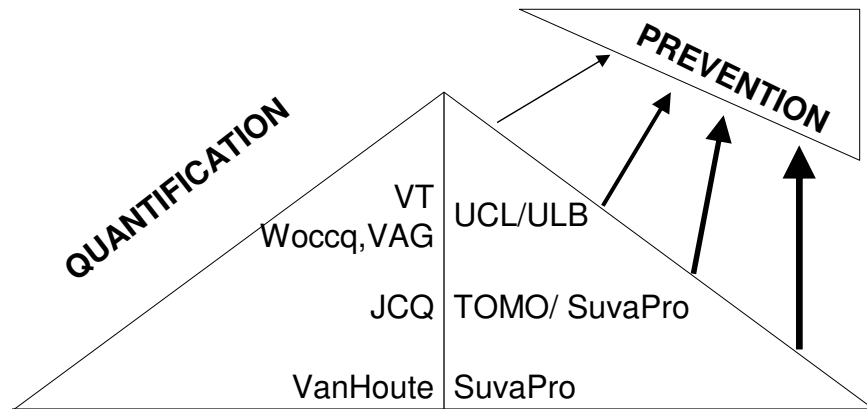 PREVENTION
QUANTIFICATION
VT
Woccq,VAG
UCL/ULB
JCQ
TOMO/ SuvaPro
VanHoute
SuvaPro